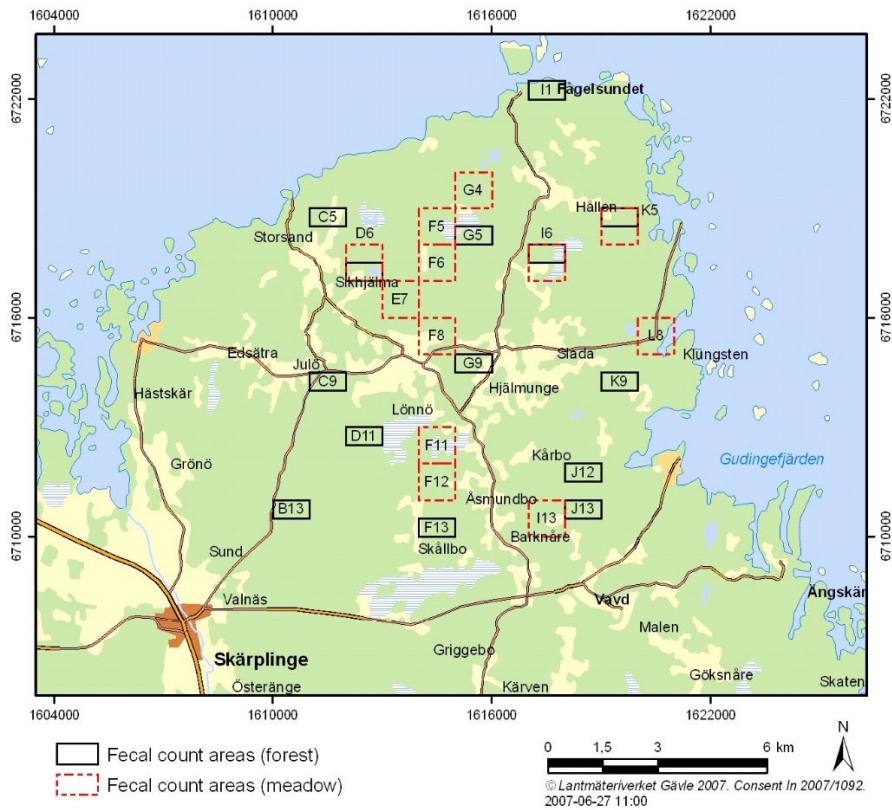 1604000 1610000 1616000 1622000
6722000 6722000
I1 Fågelsundet
G4
Hållen K5
C5 F5
Storsand D6 G5 I6
F6
Sikhjälma
E7
6716000 6716000
F8 L8
Edsätra Slada Klüngsten
Julö G9
C9 K9
Hästskär Hjälmunge
Lönnö
D11 F11
Gudingefjärden
Grönö Kårbo
J12
F12
Åsmundbo
B13 J13
I13
6710000 6710000
F13
Barknåre
Sund Skållbo
Valnäs Vavd Ängskär
Malen
Griggebo
Skärplinge
Göksnåre
Österänge Kärven Skaten
1604000 1610000 1616000 1622000
Fecal count areas (forest)
Fecal count areas (meadow)
N
0 1,5 3 6 km
© Lantmäteriverket Gävle 2007. Consent In 2007/1092.
2007-06-27 11:00